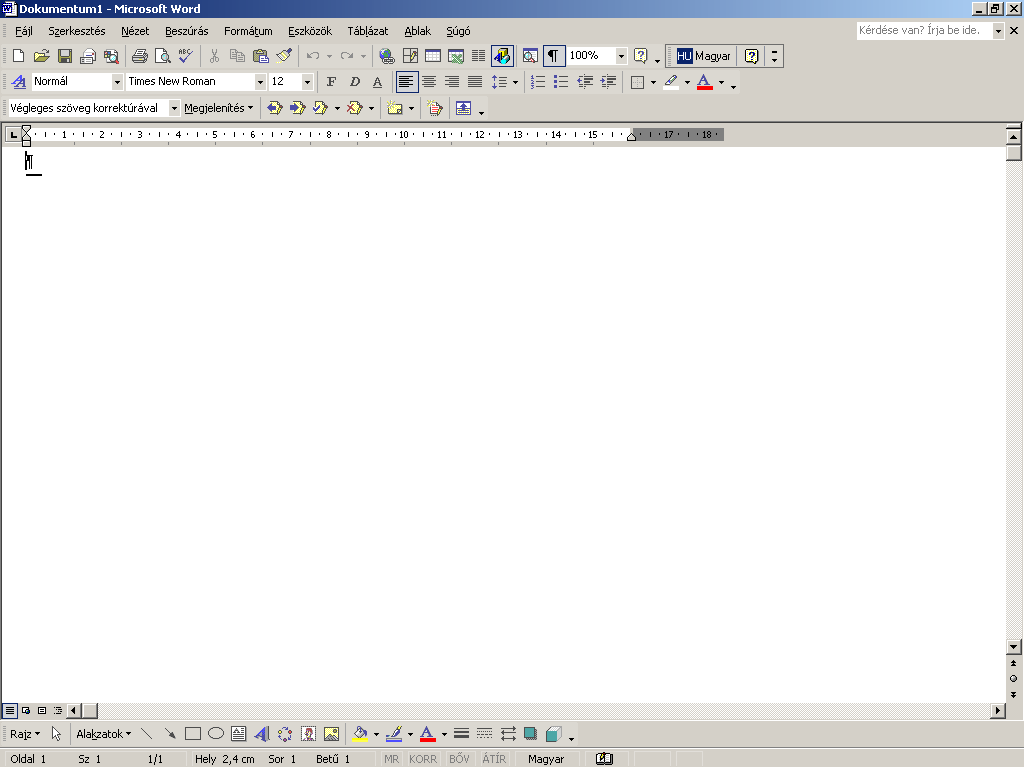 Dokumentum1 - Microsoft Word
Fájl Szerkesztés Nézet Beszúrás Formátum Eszközök Táblázat Ablak Súgó Kérdése van? Írja be ide.
100% HU Magyar
Normál Times New Roman 12 F D A
Végleges szöveg korrektúrával Megjelenítés
1 2 3 4 5 6 7 8 9 10 11 12 13 14 15 17 18
¶
Rajz Alakzatok
Oldal 1 Sz 1 1/1 Hely 2,4 cm Sor 1 Betű 1 MR KORR BŐV ÁTÍR Magyar